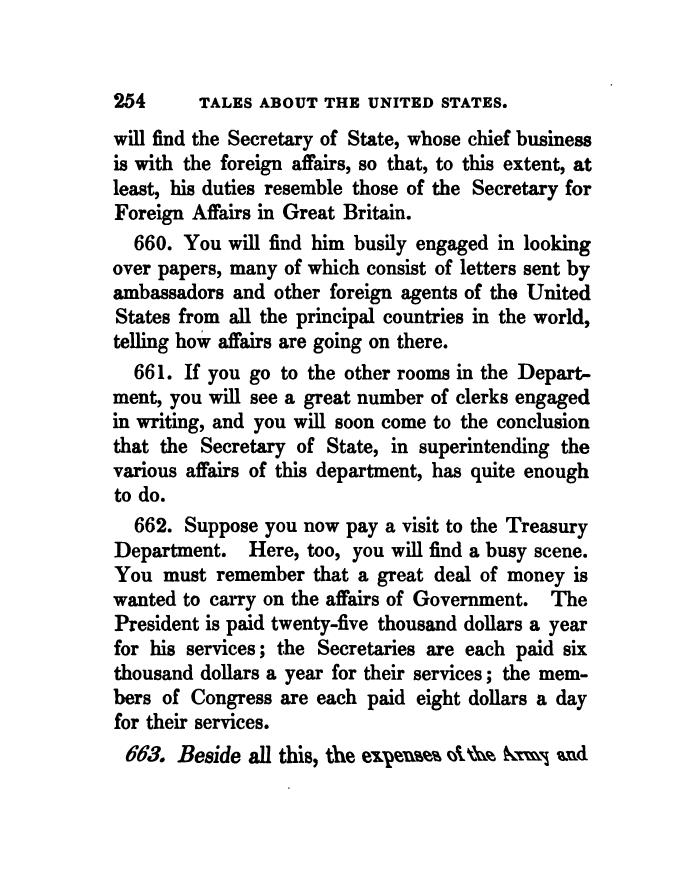 254 TALES ABOUT THE UNITED STATES.
will find the Secretary of State, whose chief business
is with the foreign affairs, so that, to this extent, at
least, his duties resemble those of the Secretary for
Foreign Affairs in Great Britain.
660. You will find him busily engaged in looking
over papers, many of which consist of letters sent by
ambassadors and other foreign agents of the United
States from all the principal countries in the world,
telling how affairs are going on there.
661. If you go to the other rooms in the Depart-
ment, you will see a great number of clerks engaged
in writing, and you will soon come to the conclusion
that the Secretary of State, in superintending the
various affairs of this department, has quite enough
to do.
662. Suppose you now pay a visit to the Treasury
Department. Here, too, you will find a busy scene.
You must remember that a great deal of money is
wanted to carry on the affairs of Government. The
President is paid twenty-five thousand dollars a year
for his services; the Secretaries are each paid six
thousand dollars a year for their services; the mem-
bers of Congress are each paid eight dollars a day
for their services.
663. Beside all this, the expenses of the Army and